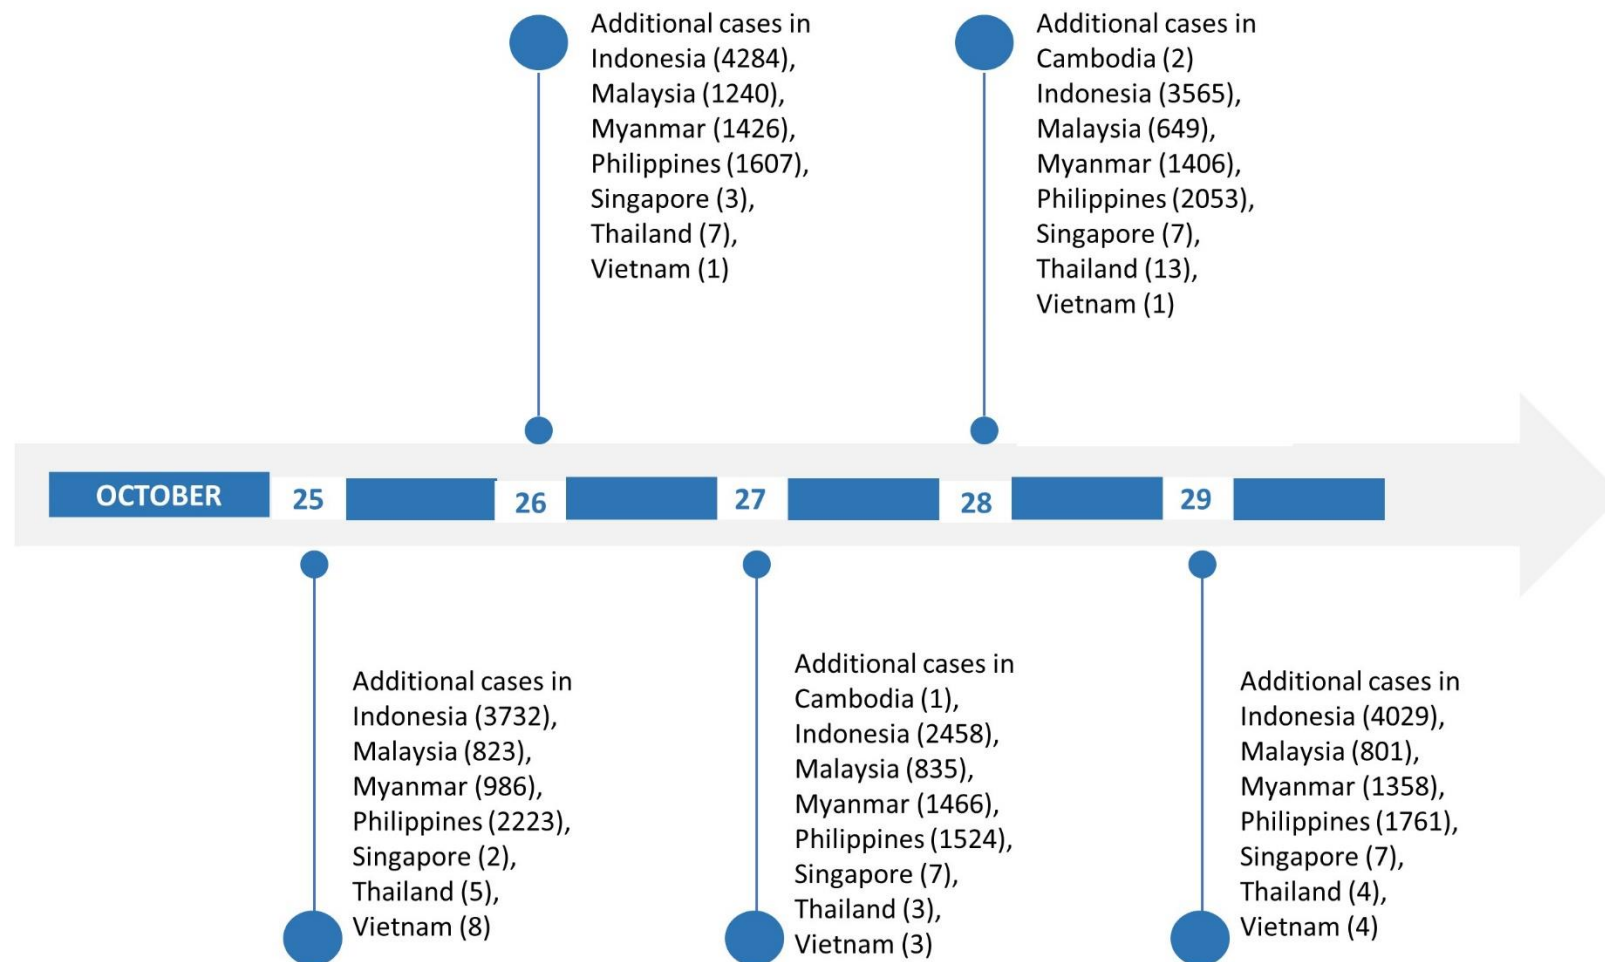 Additional cases in
Indonesia (4284),
Malaysia (1240),
Myanmar (1426),
Philippines (1607),
Singapore (3),
Thailand (7),
Vietnam (1)
Additional cases in
Cambodia (2)
Indonesia (3565),
Malaysia (649),
Myanmar (1406),
Philippines (2053),
Singapore (7),
Thailand (13),
Vietnam (1)
OCTOBER 25 26 27 28 29
Additional cases in
Indonesia (3732),
Malaysia (823),
Myanmar (986),
Philippines (2223),
Singapore (2),
Thailand (5),
Vietnam (8)
Additional cases in
Cambodia (1),
Indonesia (2458),
Malaysia (835),
Myanmar (1466),
Philippines (1524),
Singapore (7),
Thailand (3),
Vietnam (3)
Additional cases in
Indonesia (4029),
Malaysia (801),
Myanmar (1358),
Philippines (1761),
Singapore (7),
Thailand (4),
Vietnam (4)